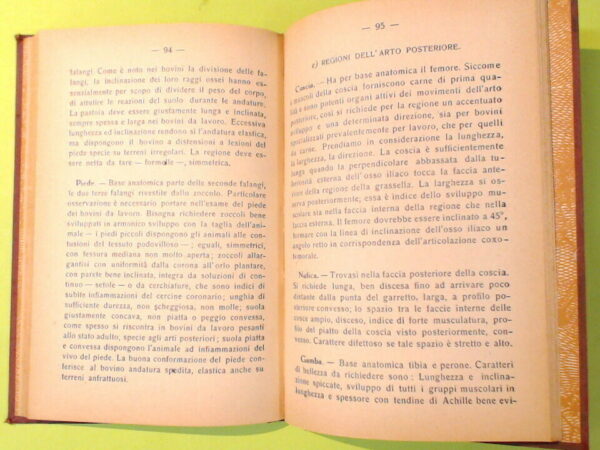 — 94 —
falangi. Come è noto nei bovini la divisione delle fa-
langi, la inclinazione dei loro raggi ossei hanno es-
senzialmente per scopo di dividere il peso del corpo,
di attutire le reazioni del suolo durante le andature.
La pastoia deve essere giustamente lunga e inclinata,
sempre spessa e larga nei bovini da lavoro. Eccessiva
lunghezza ed inclinazione rendono sì l'andatura elastica,
ma dispongono il bovino a distensioni e lesioni del
piede specie su terreni irregolari. La regione deve es-
sere netta da tare — formelle —, simmetrica.
Piede. — Base anatomica parte delle seconde falangi,
le due terze falangi rivestite dallo zoccolo. Particolare
osservazione è necessario portare nell'esame del piede
dei bovini da lavoro. Bisogna richiedere zoccoli bene
sviluppati in armonico sviluppo con la taglia dell'ani-
male — i piedi piccoli dispongono gli animali alle confu-
sioni del tessuto podovilloso — ; eguali, simmetrici,
con fessura mediana non molto aperta; zoccoli allar-
gantisi con uniformità dalla corona all'orlo plantare,
con parete bene inclinata, integra da soluzioni di conti-
nuo — setole — o da cerchiature, che sono indici di
subìte infiammazioni del cercine coronario; unghia di
sufficiente durezza, non scheggiosa, non molle; suola
giustamente concava, non piatta o peggio convessa,
come spesso si riscontra in bovini da lavoro pesanti
allo stato adulto, specie agli arti posteriori; suola piatta
e convessa dispongono l'animale ad infiammazioni del
vivo del piede. La buona conformazione del piede con-
ferisce al bovino andatura spedita, elastica anche su
terreni anfrattuosi.
— 95 —
c) REGIONI DELL'ARTO POSTERIORE.
Coscia. — Ha per base anatomica il femore. Siccome
i muscoli della coscia forniscono carne di prima qua-
lità e sono potenti organi attivi dei movimenti dell'arto
posteriore, così si richiede per la regione un accentuato
sviluppo e una determinata direzione, sia per bovini
specializzati prevalentemente per lavoro, che per quelli
da carne. Prendiamo in considerazione la lunghezza,
la larghezza, la direzione. La coscia è sufficientemente
lunga quando la perpendicolare abbassata dalla tu-
berosità esterna dell'osso iliaco tocca la faccia ante-
riore della regione della grassella. La larghezza si os-
serva posteriormente, essa è indice dello sviluppo mu-
scolare sia nella faccia interna della regione che nella
faccia esterna. Il femore dovrebbe essere inclinato a 45°,
formare con la linea di inclinazione dell'osso iliaco un
angolo retto in corrispondenza dell'articolazione coxo-
femorale.
Natica. — Trovasi nella faccia posteriore della coscia.
Si richiede lunga, ben discesa fino ad arrivare poco
distante dalla punta del garretto, larga, a profilo po-
steriore convesso; lo spazio tra le faccie interne delle
cosce ampio, disceso, indice di forte musculatura, pro-
filo del piatto della coscia visto posteriormente, con-
vesso. Carattere difettoso se tale spazio è stretto e alto.
Gamba. — Base anatomica tibia e perone. Caratteri
di bellezza da richiedere sono: Lunghezza e inclina-
zione spiccate, sviluppo di tutti i gruppi muscolari in
lunghezza e spessore con tendine di Achille bene evi-